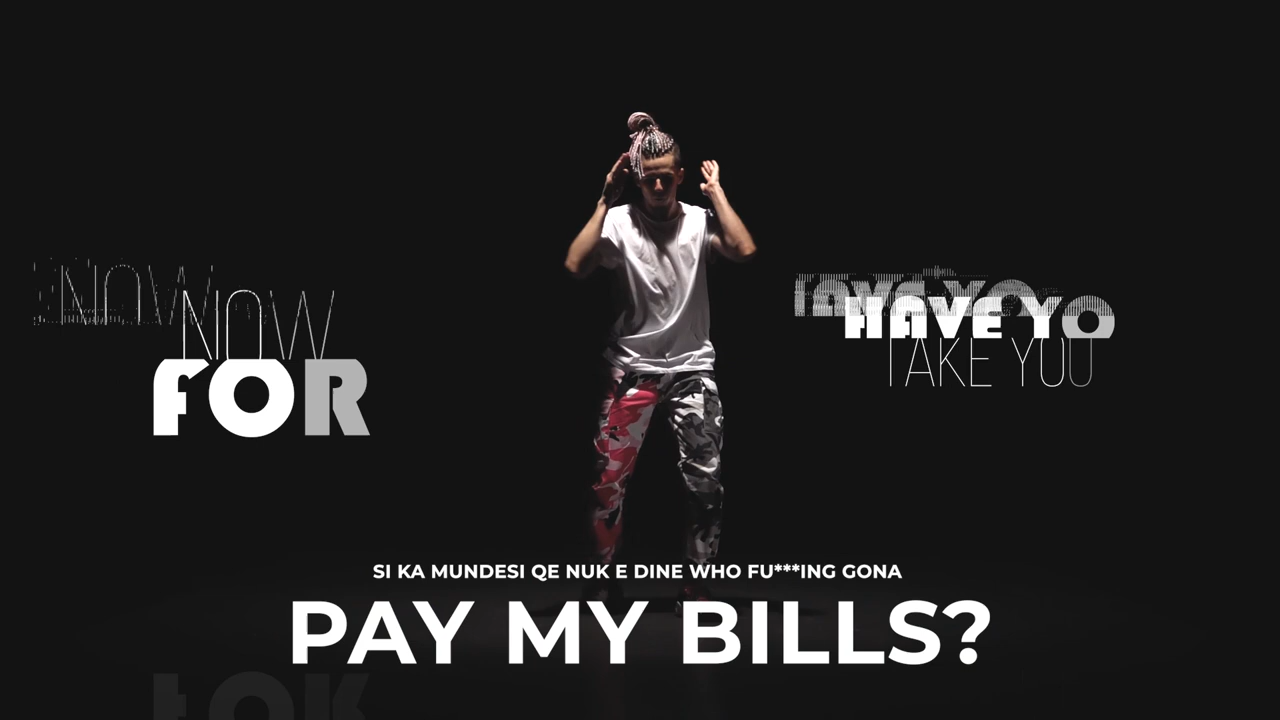 NOW
NOW
FOR
HAVE YO
TAKE YOU
SI KA MUNDESI QE NUK E DINE WHO FU***ING GONA
PAY MY BILLS?